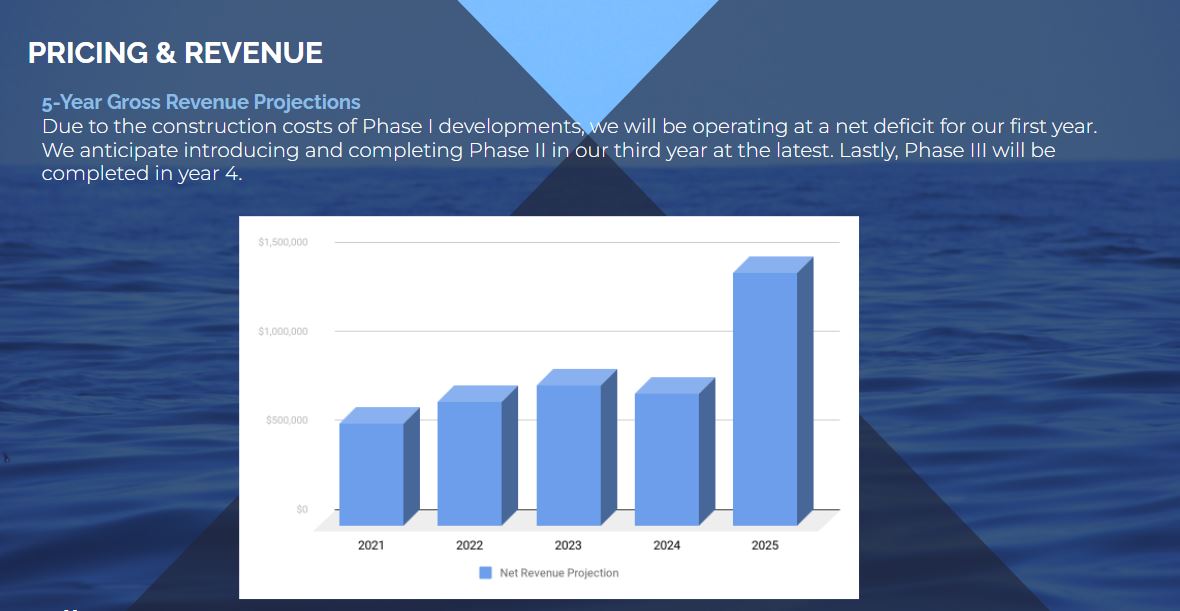 PRICING & REVENUE
5-Year Gross Revenue Projections
Due to the construction costs of Phase I developments, we will be operating at a net deficit for our first year.
We anticipate introducing and completing Phase II in our third year at the latest. Lastly, Phase III will be
completed in year 4.
$1,500,000
$1,000,000
$500,000
$0
2021 2022 2023 2024 2025
Net Revenue Projection